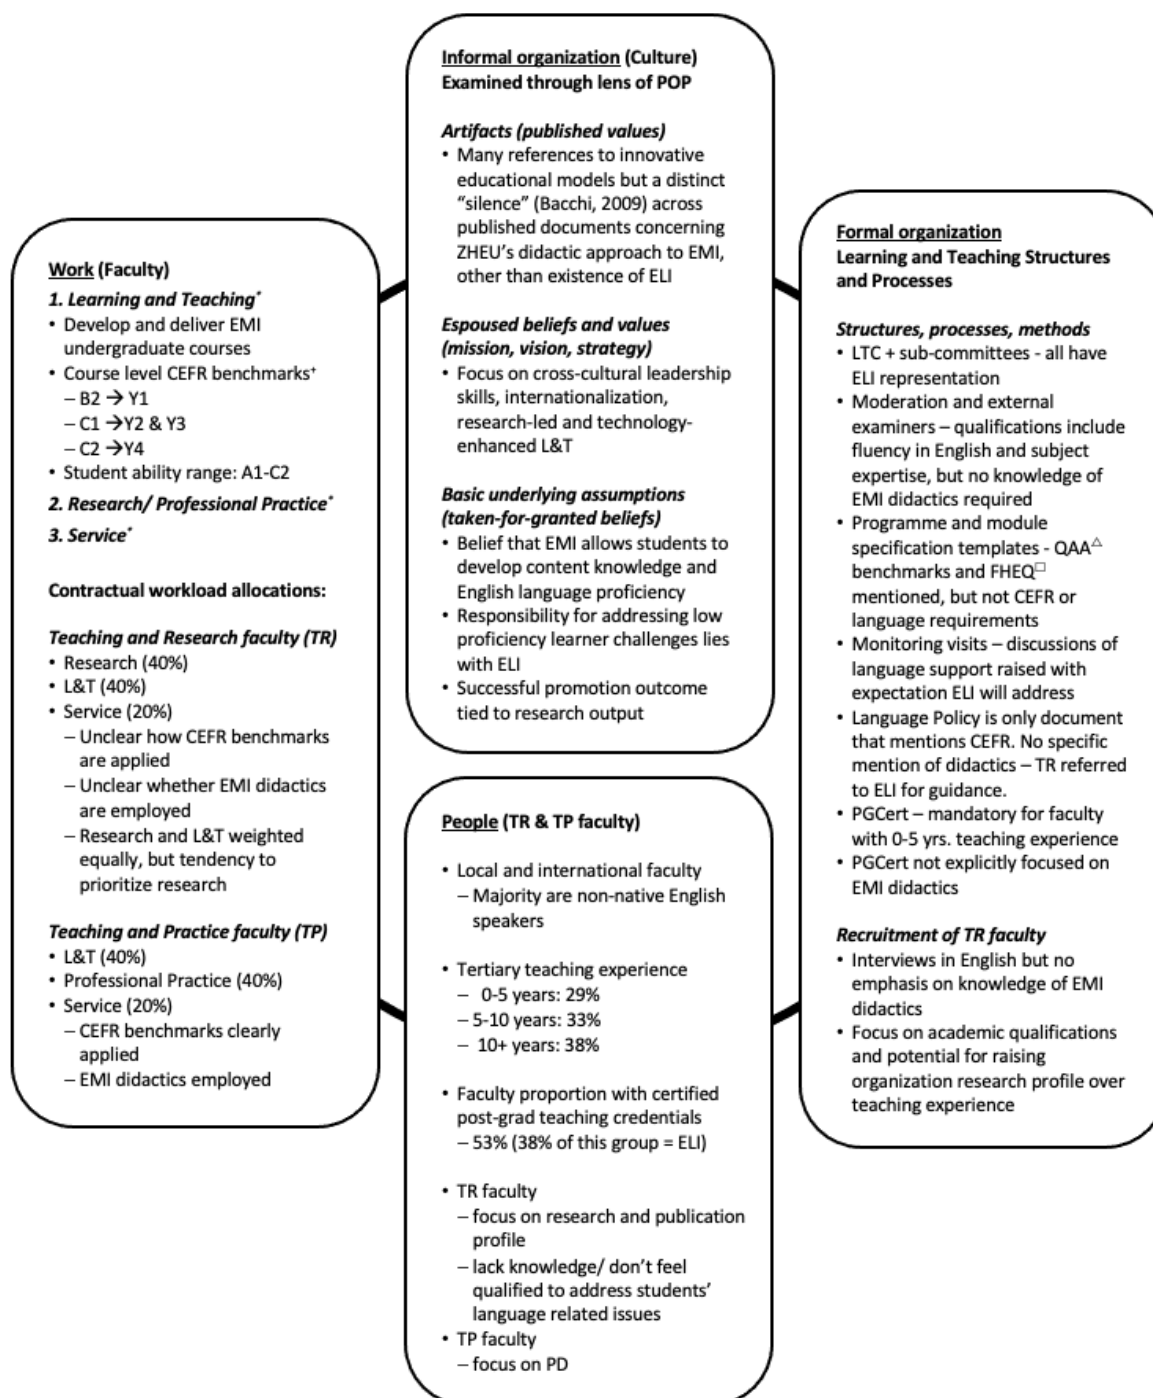 Informal organization (Culture)
Examined through lens of POP
Artifacts (published values)
• Many references to innovative
educational models but a distinct
“silence” (Bacchi, 2009) across
published documents concerning
ZHEU’s didactic approach to EMI,
other than existence of ELI
Espoused beliefs and values
(mission, vision, strategy)
• Focus on cross-cultural leadership
skills, internationalization,
research-led and technology-
enhanced L&T
Basic underlying assumptions
(taken-for-granted beliefs)
• Belief that EMI allows students to
develop content knowledge and
English language proficiency
• Responsibility for addressing low
proficiency learner challenges lies
with ELI
• Successful promotion outcome
tied to research output
Work (Faculty)
1. Learning and Teaching*
• Develop and deliver EMI
undergraduate courses
• Course level CEFR benchmarks⁺
– B2 → Y1
– C1 →Y2 & Y3
– C2 →Y4
• Student ability range: A1-C2
2. Research/ Professional Practice*
3. Service*
Contractual workload allocations:
Teaching and Research faculty (TR)
• Research (40%)
• L&T (40%)
• Service (20%)
– Unclear how CEFR benchmarks
are applied
– Unclear whether EMI didactics
are employed
– Research and L&T weighted
equally, but tendency to
prioritize research
Teaching and Practice faculty (TP)
• L&T (40%)
• Professional Practice (40%)
• Service (20%)
– CEFR benchmarks clearly
applied
– EMI didactics employed
Formal organization
Learning and Teaching Structures
and Processes
Structures, processes, methods
• LTC + sub-committees - all have
ELI representation
• Moderation and external
examiners – qualifications include
fluency in English and subject
expertise, but no knowledge of
EMI didactics required
• Programme and module
specification templates - QAA△
benchmarks and FHEQ□
mentioned, but not CEFR or
language requirements
• Monitoring visits – discussions of
language support raised with
expectation ELI will address
• Language Policy is only document
that mentions CEFR. No specific
mention of didactics – TR referred
to ELI for guidance.
• PGCert – mandatory for faculty
with 0-5 yrs. teaching experience
• PGCert not explicitly focused on
EMI didactics
Recruitment of TR faculty
• Interviews in English but no
emphasis on knowledge of EMI
didactics
• Focus on academic qualifications
and potential for raising
organization research profile over
teaching experience
People (TR & TP faculty)
• Local and international faculty
– Majority are non-native English
speakers
• Tertiary teaching experience
– 0-5 years: 29%
– 5-10 years: 33%
– 10+ years: 38%
• Faculty proportion with certified
post-grad teaching credentials
– 53% (38% of this group = ELI)
• TR faculty
– focus on research and publication
profile
– lack knowledge/ don’t feel
qualified to address students’
language related issues
• TP faculty
– focus on PD